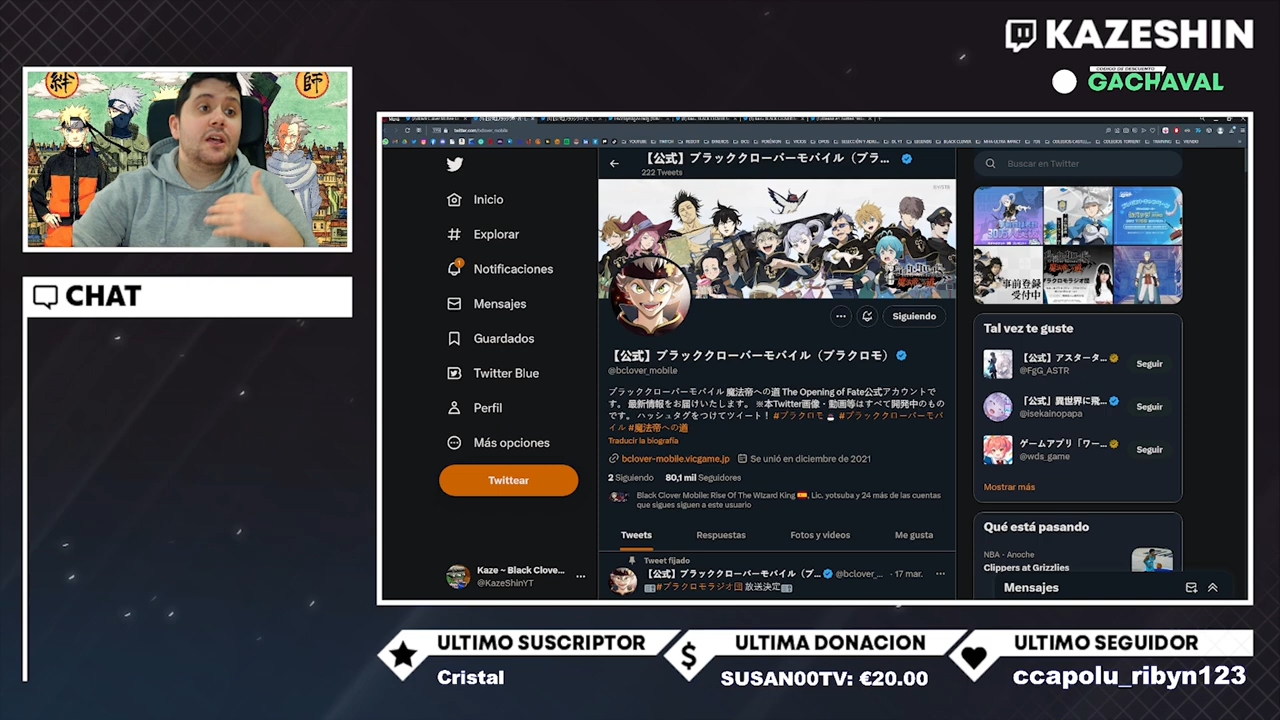 KAZESHIN
CODIGO DE DESCUENTO
GACHAVAL
絆
師
CHAT
twitter.com/bclover_mobile
【公式】ブラッククローバーモバイル（ブラ...
222 Tweets
Buscar en Twitter
Inicio
Explorar
1
Notificaciones
Mensajes
Guardados
Twitter Blue
Perfil
Más opciones
Twittear
Kaze ~ Black Clove...
@KaZeShinYT
Siguiendo
【公式】ブラッククローバーモバイル（ブラクロモ）
@bclover_mobile
ブラッククローバーモバイル 魔法帝への道 The Opening of Fate公式アカウントで
す。 最新情報をお届けいたします。 ※本Twitter画像・動画等はすべて開発中のもの
です。 ハッシュタグをつけてツイート！ #ブラクロモ #ブラッククローバーモバ
イル #魔法帝への道
Traducir la biografía
bclover-mobile.vicgame.jp
Se unió en diciembre de 2021
2 Siguiendo
80,1 mil Seguidores
Black Clover Mobile: Rise Of The Wizard King 🇪🇸, Lic. yotsuba y 24 más de las cuentas
que sigues siguen a este usuario
Tweets
Respuestas
Fotos y videos
Me gusta
Tweet fijado
【公式】ブラッククローバーモバイル（ブ... @bclover_... · 17 mar.
#ブラクロモラジオ団 放送決定
事前登録
受付中
Tal vez te guste
【公式】アスタータ...
@FgG_ASTR
Seguir
「公式」異世界に飛...
@isekainopapa
Seguir
ゲームアプリ「ワー...
@wds_game
Seguir
Mostrar más
Qué está pasando
NBA · Anoche
Clippers at Grizzlies
Mensajes
ULTIMO SUSCRIPTOR
Cristal
ULTIMA DONACION
SUSAN00TV: €20.00
ULTIMO SEGUIDOR
ccapolu_ribyn123